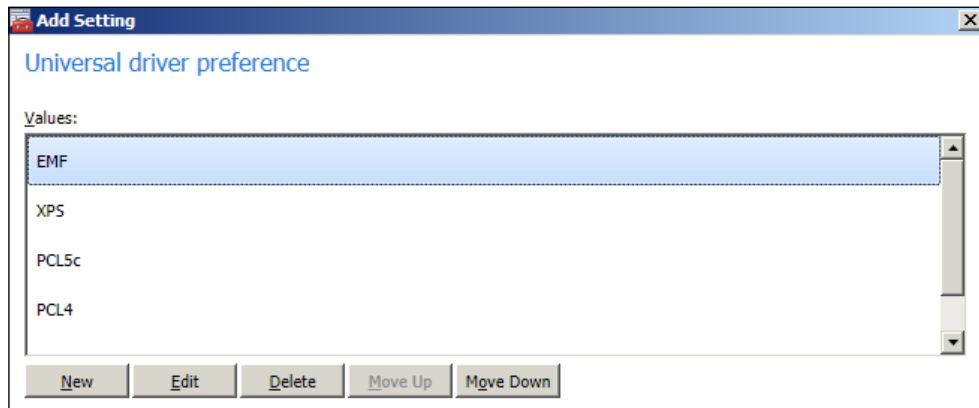 Add Setting
Universal driver preference
Values:
EMF
XPS
PCL5c
PCL4
New Edit Delete Move Up Move Down